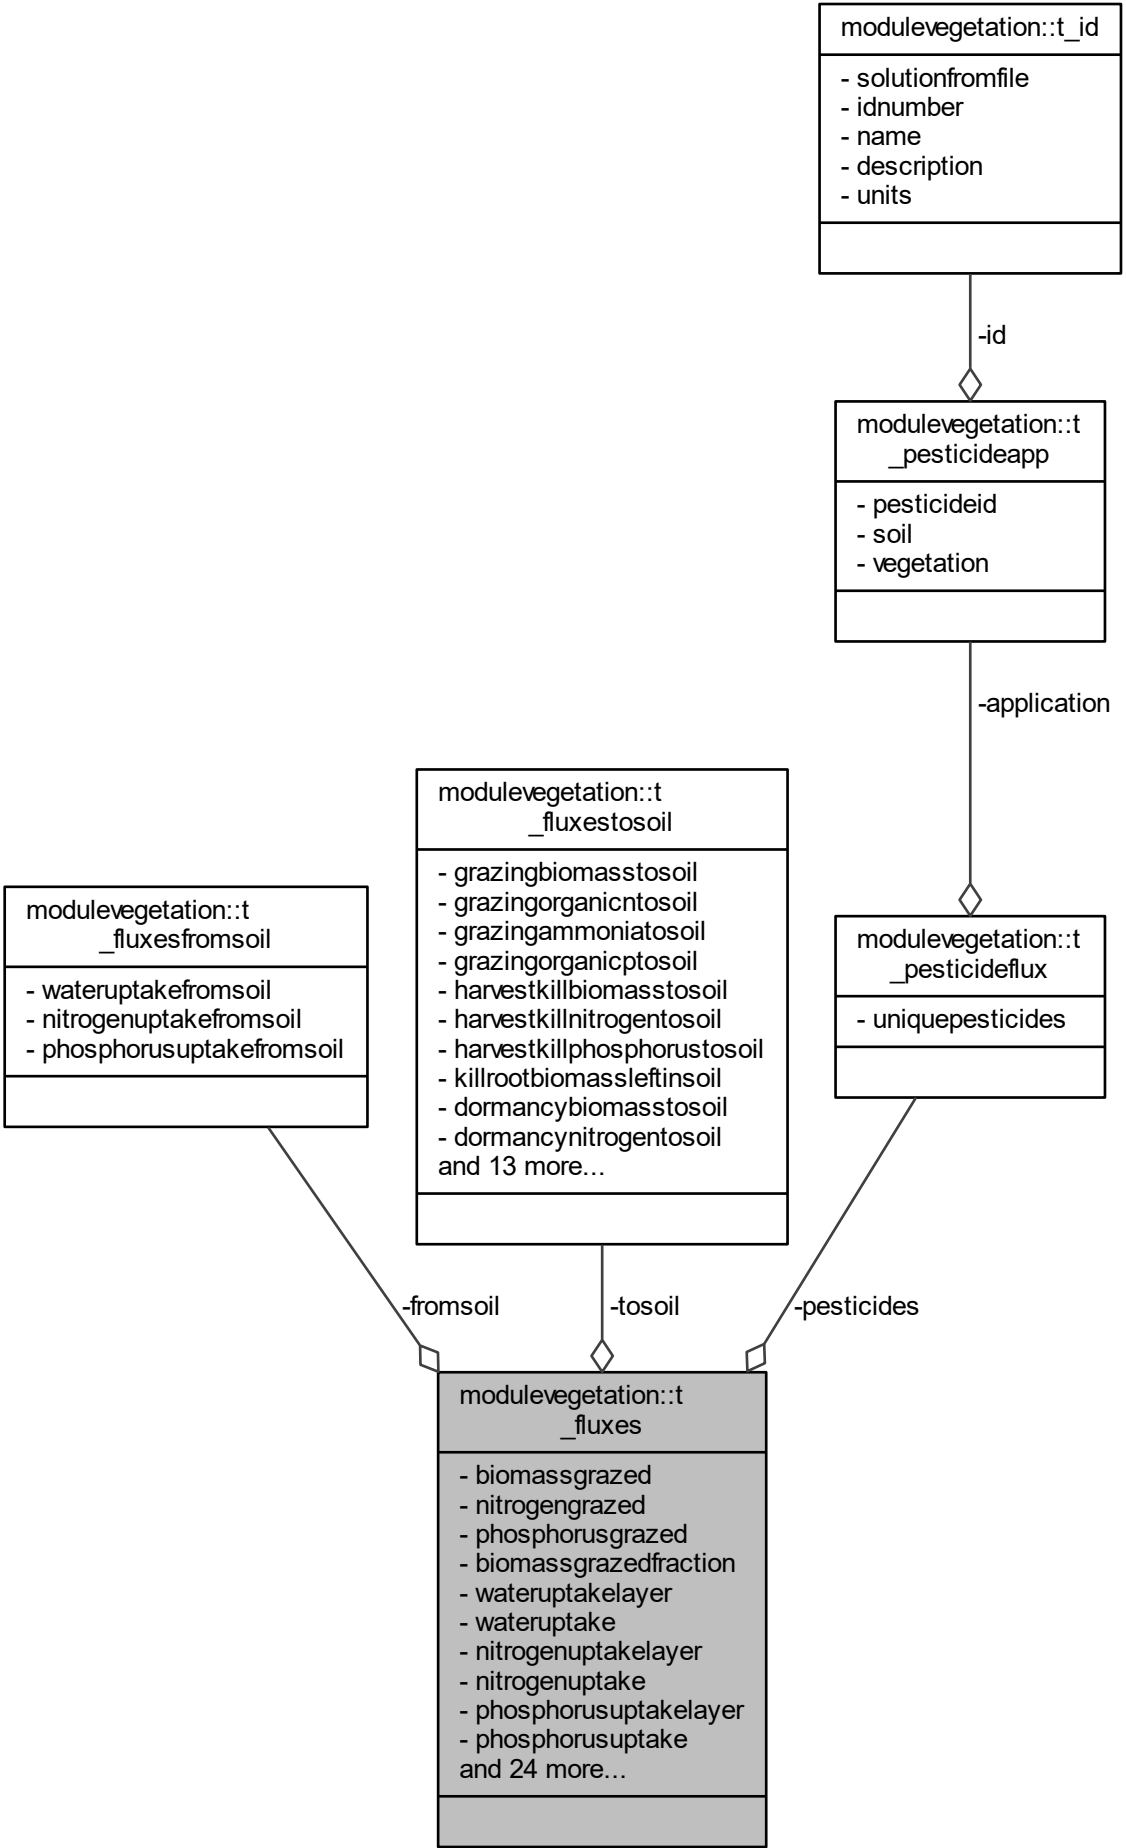 modulevegetation::t_id
- solutionfromfile
- idnumber
- name
- description
- units
-id
modulevegetation::t
_pesticideapp
- pesticideid
- soil
- vegetation
-application
modulevegetation::t
_fluxestosoil
- grazingbiomasstosoil
- grazingorganicntosoil
- grazingammoniatosoil
- grazingorganicptosoil
- harvestkillbiomasstosoil
- harvestkillnitrogentosoil
- harvestkillphosphorustosoil
- killrootbiomassleftinsoil
- dormancybiomasstosoil
- dormancynitrogentosoil
and 13 more...
modulevegetation::t
_fluxesfromsoil
- wateruptakefromsoil
- nitrogenuptakefromsoil
- phosphorusuptakefromsoil
modulevegetation::t
_pesticideflux
- uniquepesticides
-fromsoil
-tosoil
-pesticides
modulevegetation::t
_fluxes
- biomassgrazed
- nitrogengrazed
- phosphorusgrazed
- biomassgrazedfraction
- wateruptakelayer
- wateruptake
- nitrogenuptakelayer
- nitrogenuptake
- phosphorusuptakelayer
- phosphorusuptake
and 24 more...